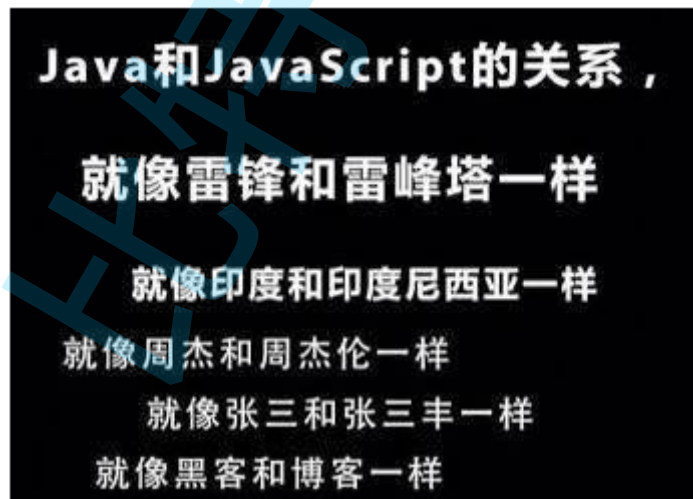 Java和JavaScript的关系，
就像雷锋和雷峰塔一样
就像印度和印度尼西亚一样
就像周杰和周杰伦一样
就像张三和张三丰一样
就像黑客和博客一样
比特